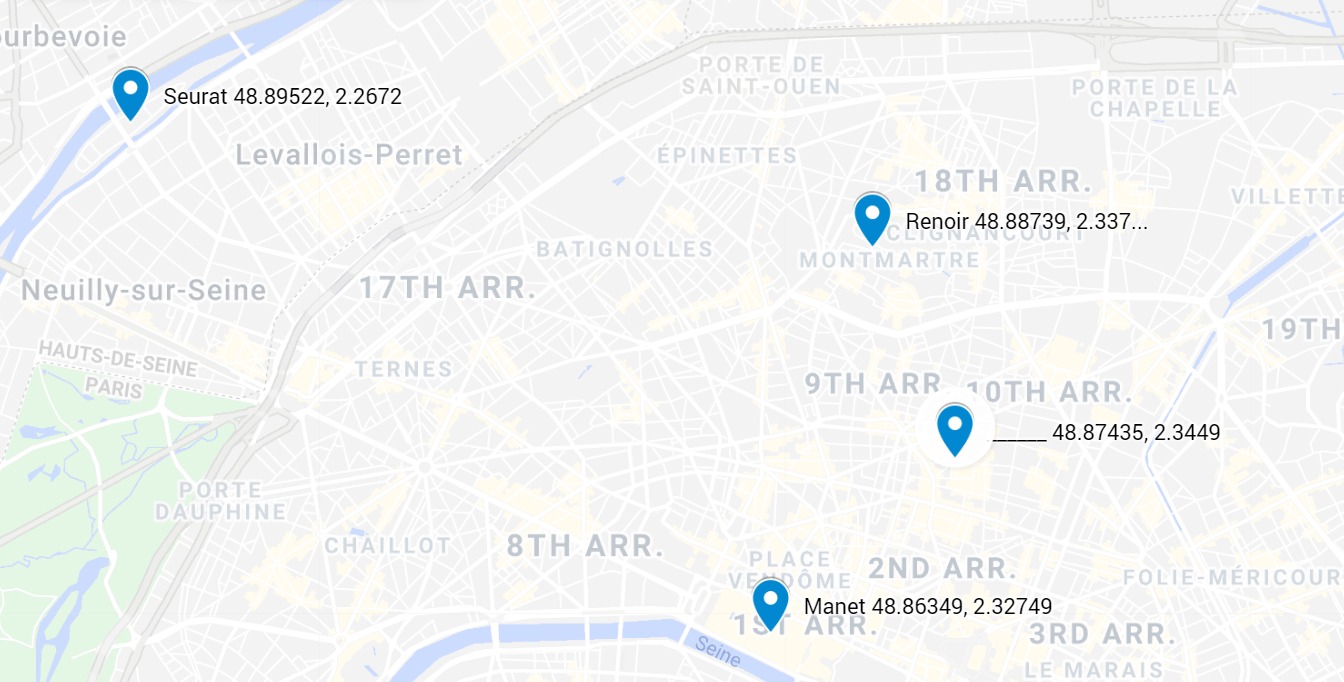 ourbevoie
Seurat 48.89522, 2.2672
PORTE DE
SAINT-OUEN
PORTE DE LA
CHAPELLE
Levallois-Perret
ÉPINETTES
18TH ARR.
VILLETTE
Renoir 48.88739, 2.337...
CLIGNANCOURT
BATIGNOLLES
MONTMARTRE
Neuilly-sur-Seine
17TH ARR.
19TH
HAUTS-DE-SEINE
PARIS
TERNES
9TH ARR
10TH ARR.
______ 48.87435, 2.3449
PORTE
DAUPHINE
CHAILLOT
8TH ARR.
PLACE
VENDÔME
2ND ARR.
FOLIE-MÉRICOUR
Manet 48.86349, 2.32749
1ST ARR.
3RD ARR.
Seine
LE MARAIS